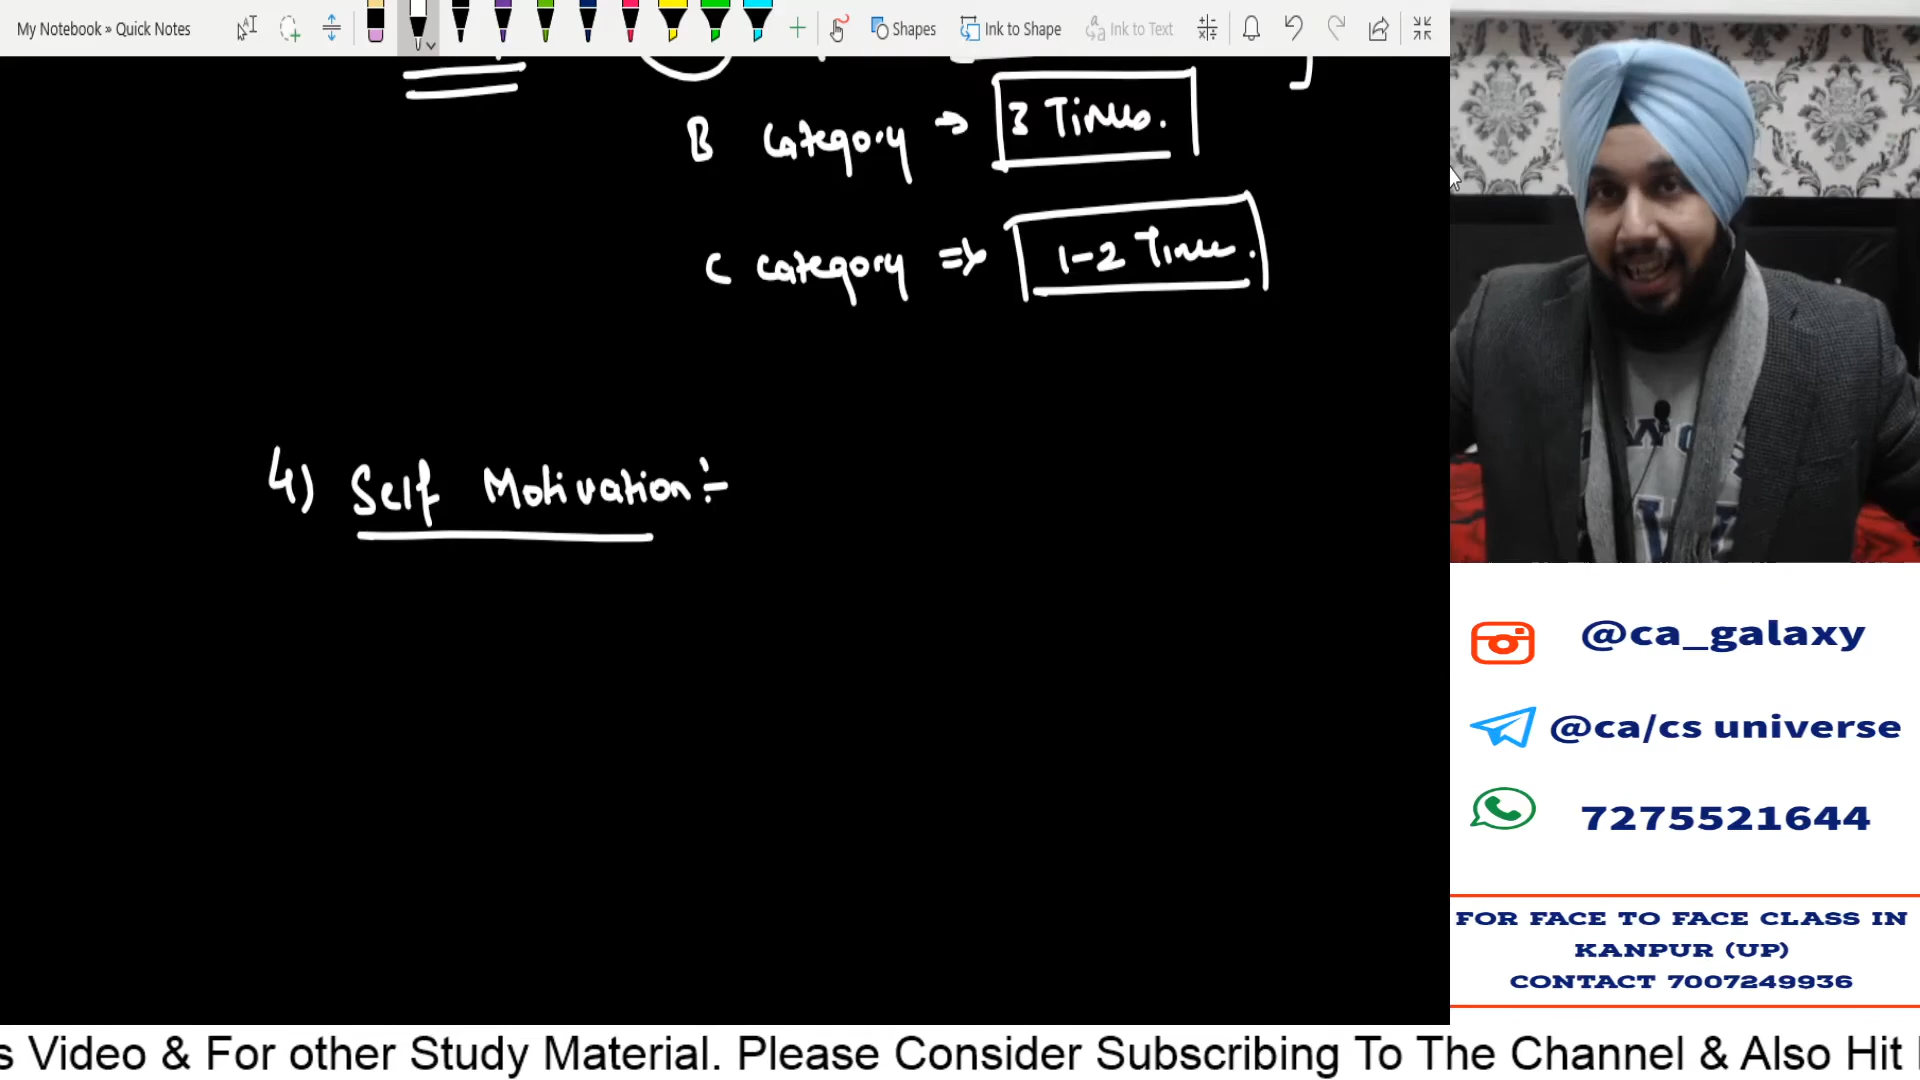 My Notebook » Quick Notes
Shapes
Ink to Shape
Ink to Text
B Category → 3 Times.
C Category ⇒ 1-2 Times.
4) Self Motivation :-
@ca_galaxy
@ca/cs universe
7275521644
FOR FACE TO FACE CLASS IN
KANPUR (UP)
CONTACT 7007249936
s Video & For other Study Material. Please Consider Subscribing To The Channel & Also Hit